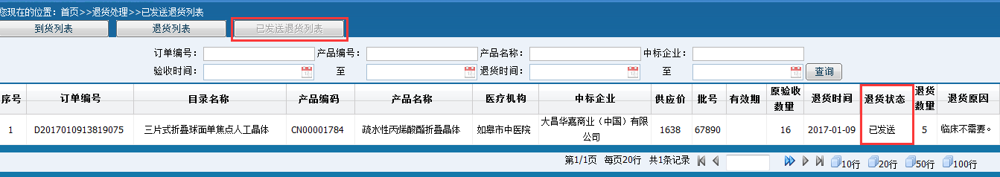 您现在的位置：首页>>退货处理>>已发送退货列表
到货列表 退货列表 已发送退货列表
订单编号： 产品编号： 产品名称： 中标企业：
验收时间： 至 退货时间： 至 查询
序号 订单编号 目录名称 产品编码 产品名称 医疗机构 中标企业 供应价 批号 有效期 原验收数量 退货时间 退货状态 退货数量 退货原因
1 D2017010913819075 三片式折叠球面单焦点人工晶体 CN00001784 疏水性丙烯酸酯折叠晶体 如皋市中医院 大昌华嘉商业（中国）有限公司 1638 67890 16 2017-01-09 已发送 5 临床不需要。
第1/1页 每页20行 共1条记录 10行 20行 50行 100行